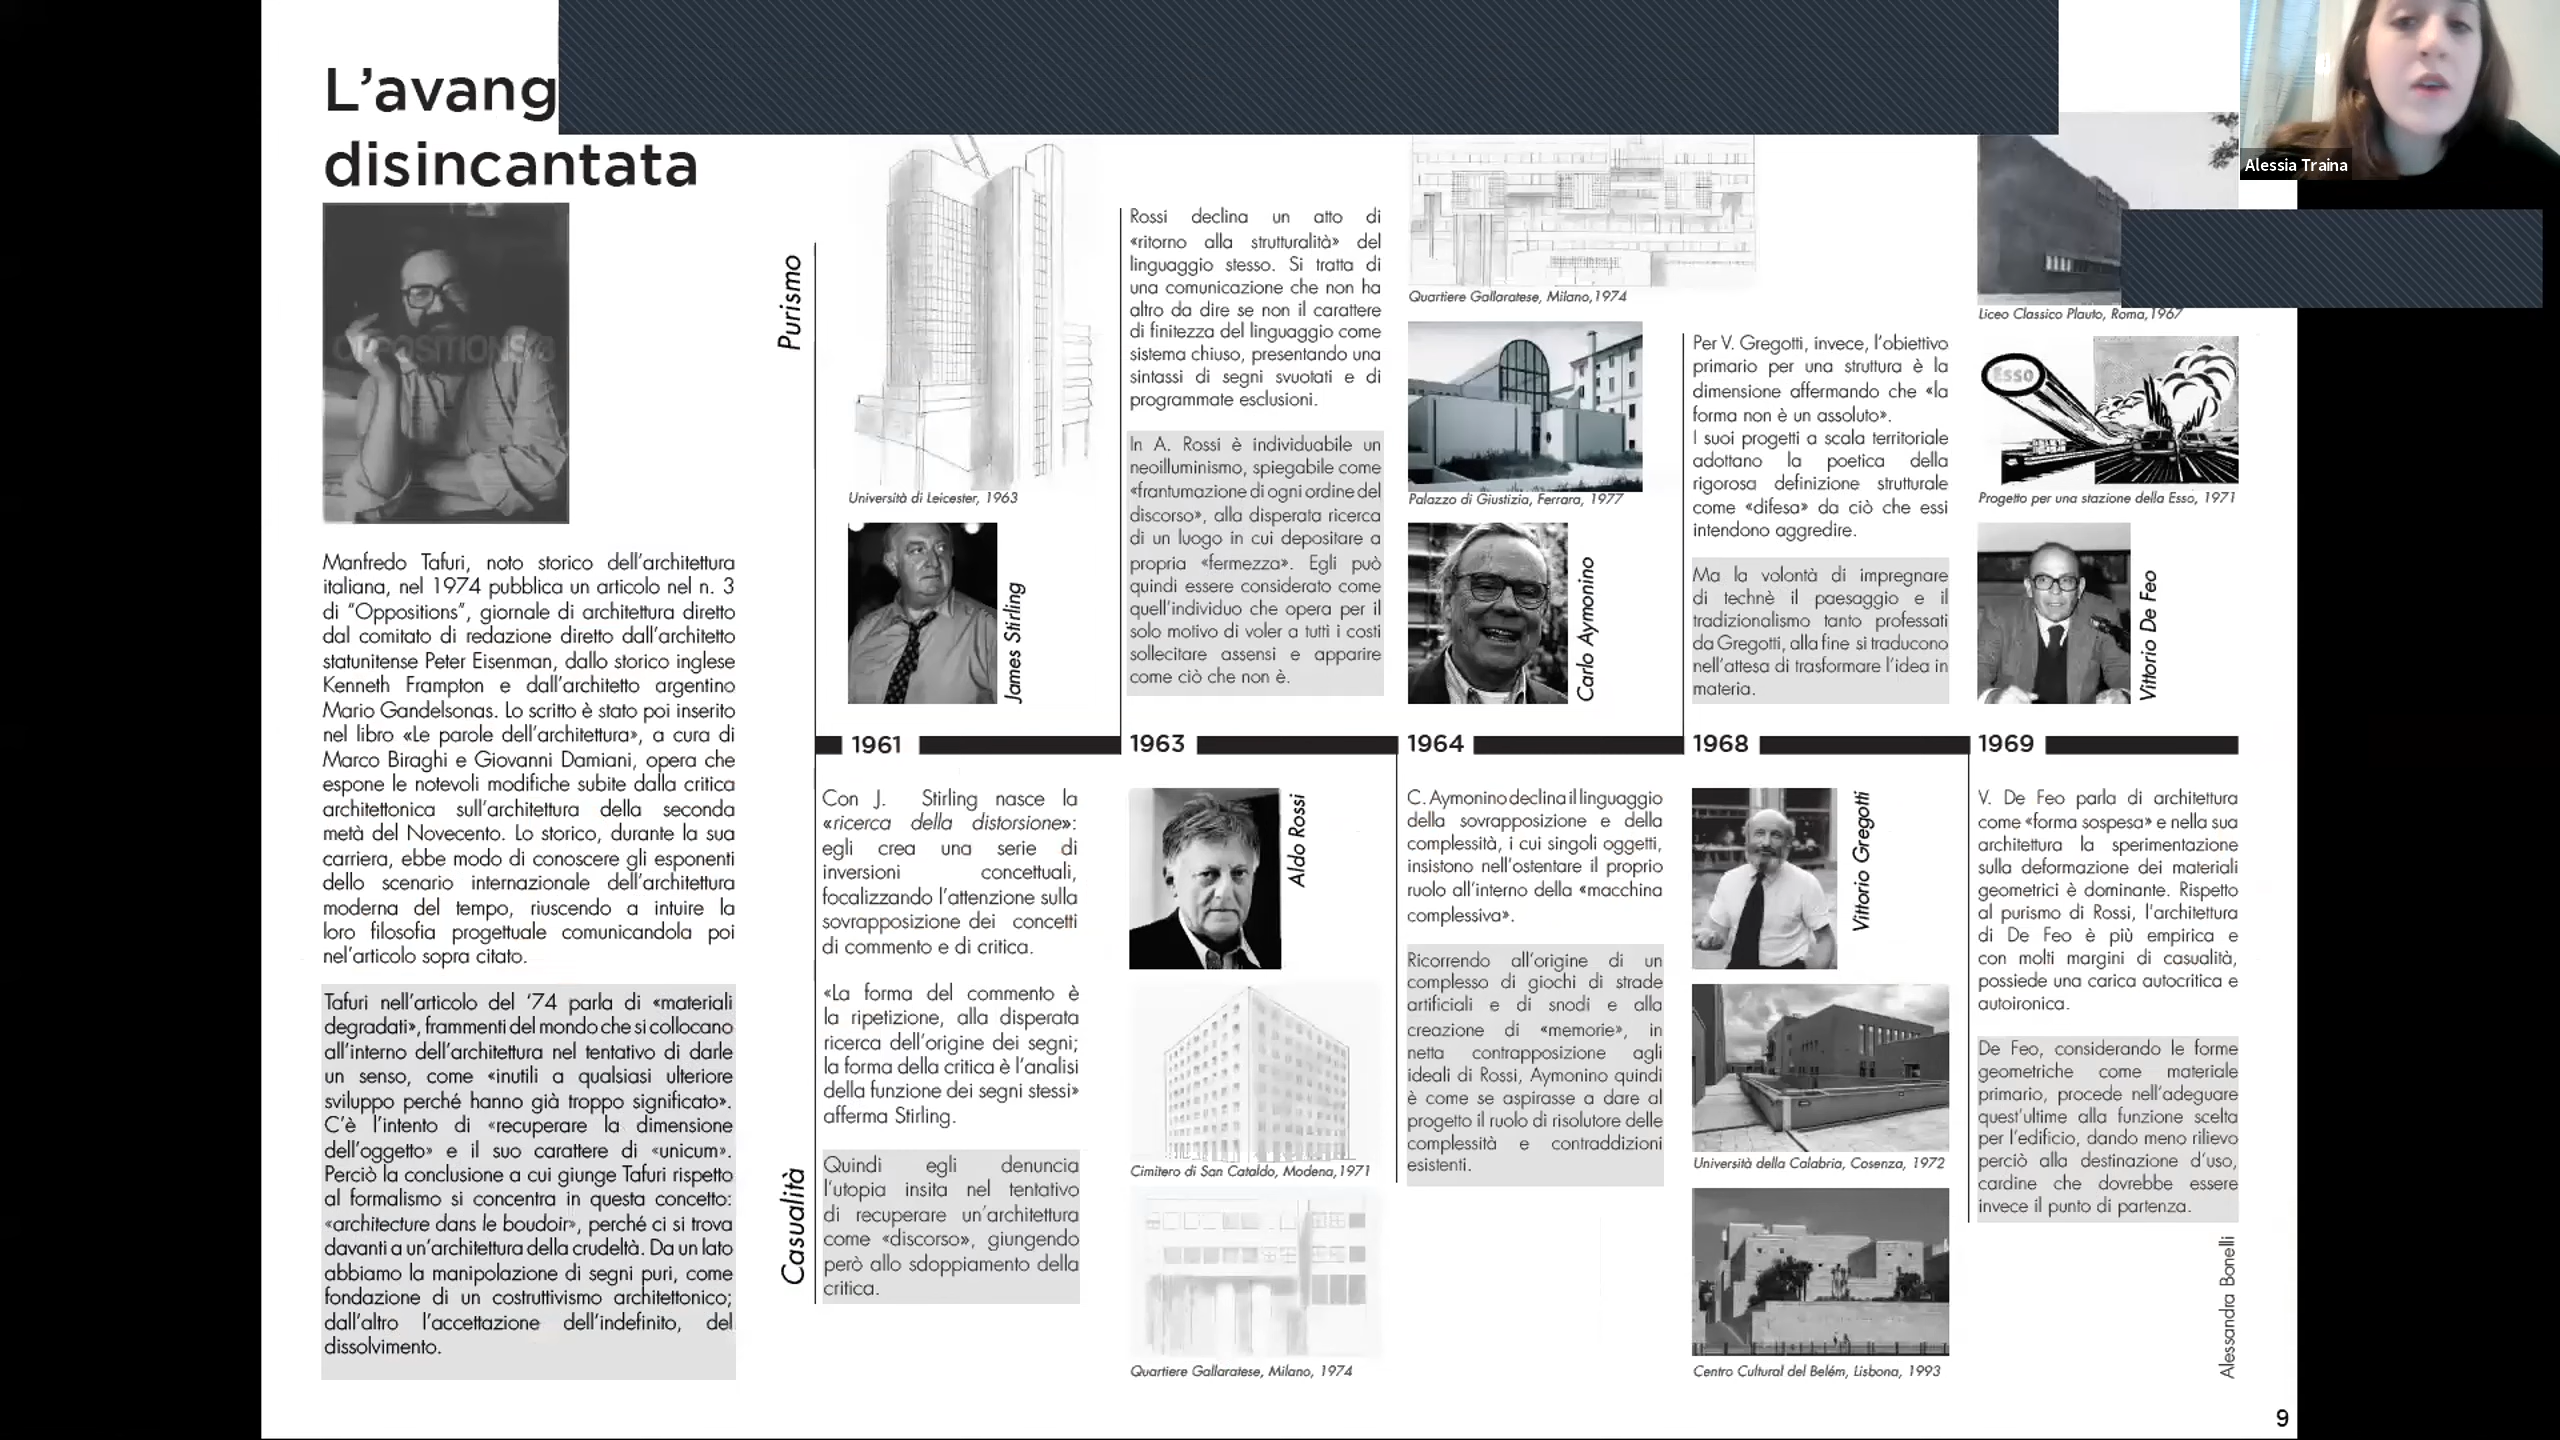 L'avang
disincantata
Alessia Traina
OPPOSITIONS 3
Manfredo Tafuri, noto storico dell'architettura
italiana, nel 1974 pubblica un articolo nel n. 3
di "Oppositions", giornale di architettura diretto
dal comitato di redazione diretto dall'architetto
statunitense Peter Eisenman, dallo storico inglese
Kenneth Frampton e dall'architetto argentino
Mario Gandelsonas. Lo scritto è stato poi inserito
nel libro «Le parole dell'architettura», a cura di
Marco Biraghi e Giovanni Damiani, opera che
espone le notevoli modifiche subite dalla critica
architettonica sull'architettura della seconda
metà del Novecento. Lo storico, durante la sua
carriera, ebbe modo di conoscere gli esponenti
dello scenario internazionale dell'architettura
moderna del tempo, riuscendo a intuire la
loro filosofia progettuale comunicandola poi
nel'articolo sopra citato.
Tafuri nell'articolo del '74 parla di «materiali
degradati», frammenti del mondo che si collocano
all'interno dell'architettura nel tentativo di darle
un senso, come «inutili a qualsiasi ulteriore
sviluppo perché hanno già troppo significato».
C'è l'intento di «recuperare la dimensione
dell'oggetto» e il suo carattere di «unicum».
Perciò la conclusione a cui giunge Tafuri rispetto
al formalismo si concentra in questa concetto:
«architecture dans le boudoir», perché ci si trova
davanti a un'architettura della crudeltà. Da un lato
abbiamo la manipolazione di segni puri, come
fondazione di un costruttivismo architettonico;
dall'altro l'accettazione dell'indefinito, del
dissolvimento.
Purismo
Casualità
Università di Leicester, 1963
James Stirling
1961
Con J. Stirling nasce la
«ricerca della distorsione»:
egli crea una serie di
inversioni concettuali,
focalizzando l'attenzione sulla
sovrapposizione dei concetti
di commento e di critica.
«La forma del commento è
la ripetizione, alla disperata
ricerca dell'origine dei segni;
la forma della critica è l'analisi
della funzione dei segni stessi»
afferma Stirling.
Quindi egli denuncia
l'utopia insita nel tentativo
di recuperare un'architettura
come «discorso», giungendo
però allo sdoppiamento della
critica.
Rossi declina un atto di
«ritorno alla strutturalità» del
linguaggio stesso. Si tratta di
una comunicazione che non ha
altro da dire se non il carattere
di finitezza del linguaggio come
sistema chiuso, presentando una
sintassi di segni svuotati e di
programmate esclusioni.
In A. Rossi è individuabile un
neoilluminismo, spiegabile come
«frantumazione di ogni ordine del
discorso», alla disperata ricerca
di un luogo in cui depositare a
propria «fermezza». Egli può
quindi essere considerato come
quell'individuo che opera per il
solo motivo di voler a tutti i costi
sollecitare assensi e apparire
come ciò che non è.
1963
Aldo Rossi
Cimitero di San Cataldo, Modena,1971
Quartiere Gallaratese, Milano, 1974
Quartiere Gallaratese, Milano,1974
Palazzo di Giustizia, Ferrara, 1977
Carlo Aymonino
1964
C. Aymonino declina il linguaggio
della sovrapposizione e della
complessità, i cui singoli oggetti,
insistono nell'ostentare il proprio
ruolo all'interno della «macchina
complessiva».
Ricorrendo all'origine di un
complesso di giochi di strade
artificiali e di snodi e alla
creazione di «memorie», in
netta contrapposizione agli
ideali di Rossi, Aymonino quindi
è come se aspirasse a dare al
progetto il ruolo di risolutore delle
complessità e contraddizioni
esistenti.
Per V. Gregotti, invece, l'obiettivo
primario per una struttura è la
dimensione affermando che «la
forma non è un assoluto».
I suoi progetti a scala territoriale
adottano la poetica della
rigorosa definizione strutturale
come «difesa» da ciò che essi
intendono aggredire.
Ma la volontà di impregnare
di technè il paesaggio e il
tradizionalismo tanto professati
da Gregotti, alla fine si traducono
nell'attesa di trasformare l'idea in
materia.
1968
Vittorio Gregotti
Università della Calabria, Cosenza, 1972
Centro Cultural del Belém, Lisbona, 1993
Liceo Classico Plauto, Roma,1967
Esso
Progetto per una stazione della Esso, 1971
Vittorio De Feo
1969
V. De Feo parla di architettura
come «forma sospesa» e nella sua
architettura la sperimentazione
sulla deformazione dei materiali
geometrici è dominante. Rispetto
al purismo di Rossi, l'architettura
di De Feo è più empirica e
con molti margini di casualità,
possiede una carica autocritica e
autoironica.
De Feo, considerando le forme
geometriche come materiale
primario, procede nell'adeguare
quest'ultime alla funzione scelta
per l'edificio, dando meno rilievo
perciò alla destinazione d'uso,
cardine che dovrebbe essere
invece il punto di partenza.
Alessandra Bonelli
9